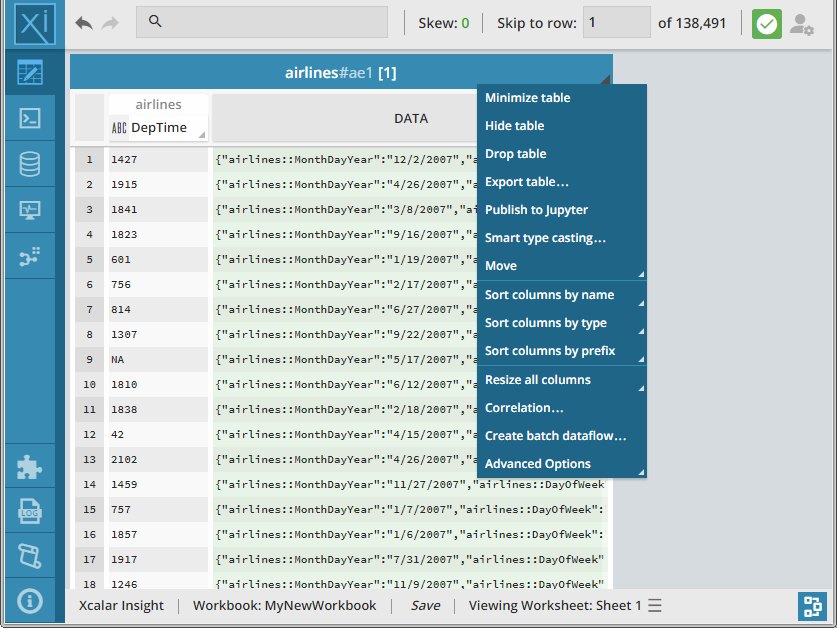 Xi
Skew: 0
Skip to row: 1 of 138,491
airlines#ae1 [1]
airlines
ABC DepTime
DATA
1 1427 {"airlines::MonthDayYear":"12/2/2007","a
2 1915 {"airlines::MonthDayYear":"4/26/2007","a
3 1841 {"airlines::MonthDayYear":"3/8/2007","ai
4 1823 {"airlines::MonthDayYear":"9/16/2007","a
5 601 {"airlines::MonthDayYear":"1/19/2007","a
6 756 {"airlines::MonthDayYear":"2/17/2007","a
7 814 {"airlines::MonthDayYear":"6/27/2007","a
8 1307 {"airlines::MonthDayYear":"9/22/2007","a
9 NA {"airlines::MonthDayYear":"5/17/2007","a
10 1810 {"airlines::MonthDayYear":"6/12/2007","a
11 1838 {"airlines::MonthDayYear":"2/18/2007","a
12 42 {"airlines::MonthDayYear":"4/15/2007","a
13 2102 {"airlines::MonthDayYear":"4/26/2007","a
14 1459 {"airlines::MonthDayYear":"11/27/2007","airlines::DayOfWeek
15 757 {"airlines::MonthDayYear":"1/7/2007","airlines::DayOfWeek":
16 1857 {"airlines::MonthDayYear":"1/6/2007","airlines::DayOfWeek":
17 1917 {"airlines::MonthDayYear":"7/31/2007","airlines::DayOfWeek"
18 1246 {"airlines::MonthDayYear":"11/9/2007","airlines::DayOfWeek"
Minimize table
Hide table
Drop table
Export table...
Publish to Jupyter
Smart type casting...
Move
Sort columns by name
Sort columns by type
Sort columns by prefix
Resize all columns
Correlation...
Create batch dataflow...
Advanced Options
LOG
Xcalar Insight
Workbook: MyNewWorkbook
Save
Viewing Worksheet: Sheet 1